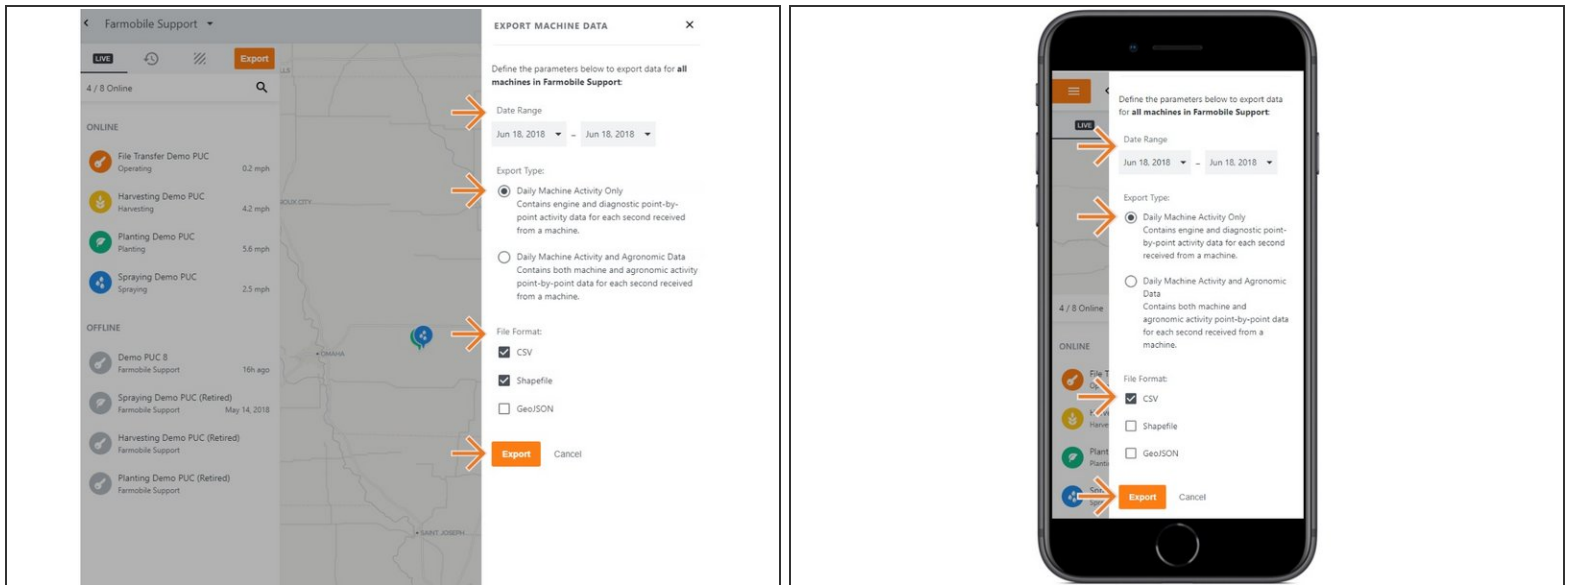 Farmobile Support
LIVE
Export
4 / 8 Online
ONLINE
File Transfer Demo PUC
Operating 0.2 mph
Harvesting Demo PUC
Harvesting 4.2 mph
Planting Demo PUC
Planting 5.6 mph
Spraying Demo PUC
Spraying 2.5 mph
OFFLINE
Demo PUC 8
Farmobile Support 16h ago
Spraying Demo PUC (Retired)
Farmobile Support May 14, 2018
Harvesting Demo PUC (Retired)
Farmobile Support
Planting Demo PUC (Retired)
Farmobile Support
SIOUX CITY
OMAHA
SAINT JOSEPH
EXPORT MACHINE DATA
Define the parameters below to export data for all
machines in Farmobile Support:
Date Range
Jun 18, 2018 – Jun 18, 2018
Export Type:
Daily Machine Activity Only
Contains engine and diagnostic point-by-
point activity data for each second received
from a machine.
Daily Machine Activity and Agronomic Data
Contains both machine and agronomic activity
point-by-point data for each second received
from a machine.
File Format:
CSV
Shapefile
GeoJSON
Export Cancel
LIVE
4 / 8 Online
ONLINE
File T
Harve
Plant
Planti
Define the parameters below to export data
for all machines in Farmobile Support:
Date Range
Jun 18, 2018 – Jun 18, 2018
Export Type:
Daily Machine Activity Only
Contains engine and diagnostic point-
by-point activity data for each second
received from a machine.
Daily Machine Activity and Agronomic
Data
Contains both machine and
agronomic activity point-by-point data
for each second received from a
machine.
File Format:
CSV
Shapefile
GeoJSON
Export Cancel